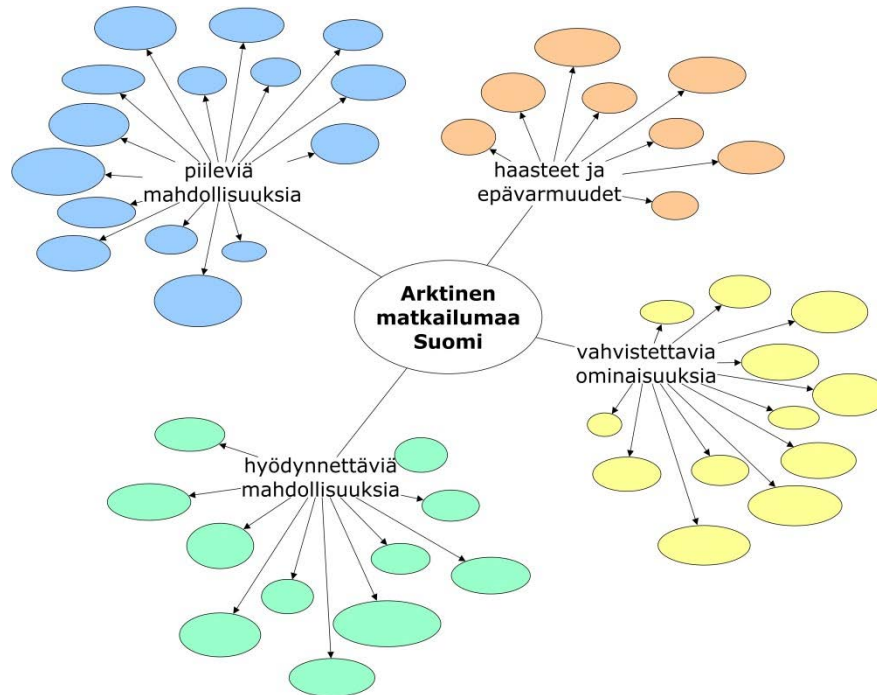 piileviä
mahdollisuuksia
haasteet ja
epävarmuudet
Arktinen
matkailumaa
Suomi
vahvistettavia
ominaisuuksia
hyödynnettäviä
mahdollisuuksia